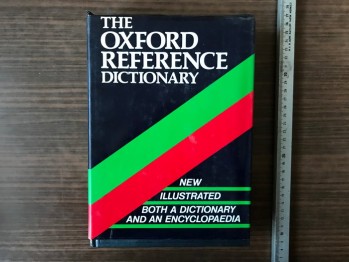 THE
OXFORD
REFERENCE
DICTIONARY
NEW
ILLUSTRATED
BOTH A DICTIONARY
AND AN ENCYCLOPAEDIA